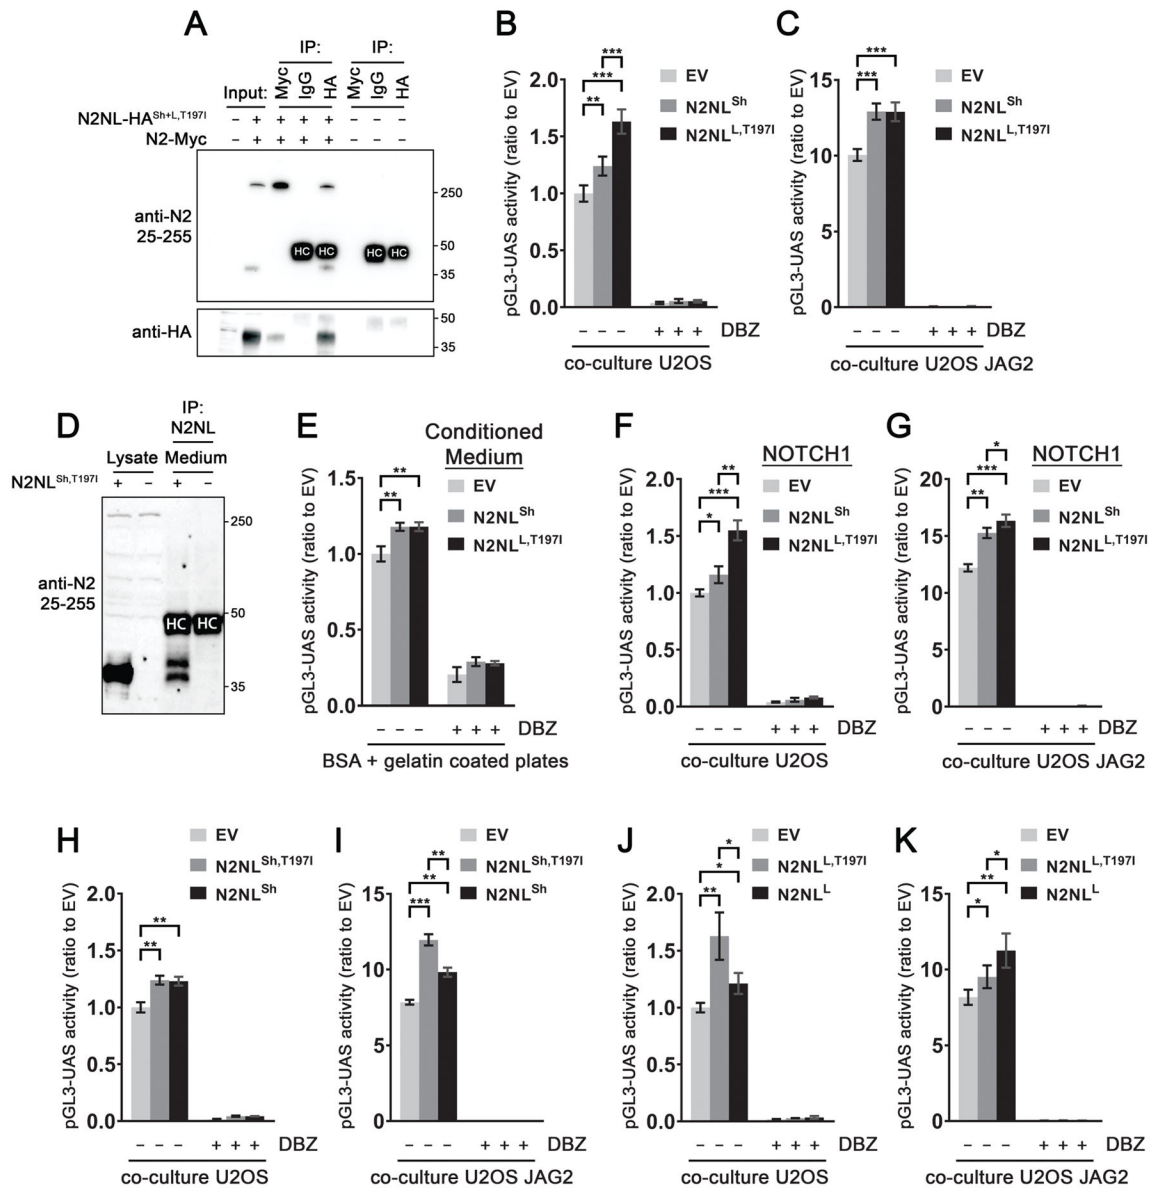 A
IP: IP:
Input: Myc IgG HA Myc IgG HA
N2NL-HASh+L,T197I - + + + + - - -
N2-Myc - + + + + - - -
anti-N2
25-255
250
50
35
HC HC HC HC
anti-HA
50
35
B
EV
N2NLSh
N2NLL,T197I
pGL3-UAS activity (ratio to EV)
2.0
1.5
1.0
0.5
0.0
***
***
**
- - - + + + DBZ
co-culture U2OS
C
EV
N2NLSh
N2NLL,T197I
pGL3-UAS activity (ratio to EV)
15
10
5
0
***
***
- - - + + + DBZ
co-culture U2OS JAG2
D
IP:
N2NL
Lysate Medium
N2NLSh,T197I + - + -
anti-N2
25-255
250
50
35
HC HC
E
Conditioned
Medium
EV
N2NLSh
N2NLL,T197I
pGL3-UAS activity (ratio to EV)
1.5
1.0
0.5
0.0
**
**
- - - + + + DBZ
BSA + gelatin coated plates
F
NOTCH1
EV
N2NLSh
N2NLL,T197I
pGL3-UAS activity (ratio to EV)
2.0
1.5
1.0
0.5
0.0
**
***
*
- - - + + + DBZ
co-culture U2OS
G
NOTCH1
EV
N2NLSh
N2NLL,T197I
pGL3-UAS activity (ratio to EV)
20
15
10
5
0
*
***
**
- - - + + + DBZ
co-culture U2OS JAG2
H
EV
N2NLSh,T197I
N2NLSh
pGL3-UAS activity (ratio to EV)
2.0
1.5
1.0
0.5
0.0
**
**
- - - + + + DBZ
co-culture U2OS
I
EV
N2NLSh,T197I
N2NLSh
pGL3-UAS activity (ratio to EV)
15
10
5
0
**
**
***
- - - + + + DBZ
co-culture U2OS JAG2
J
EV
N2NLL,T197I
N2NLL
pGL3-UAS activity (ratio to EV)
2.0
1.5
1.0
0.5
0.0
*
*
**
- - - + + + DBZ
co-culture U2OS
K
EV
N2NLL,T197I
N2NLL
pGL3-UAS activity (ratio to EV)
15
10
5
0
*
**
*
- - - + + + DBZ
co-culture U2OS JAG2